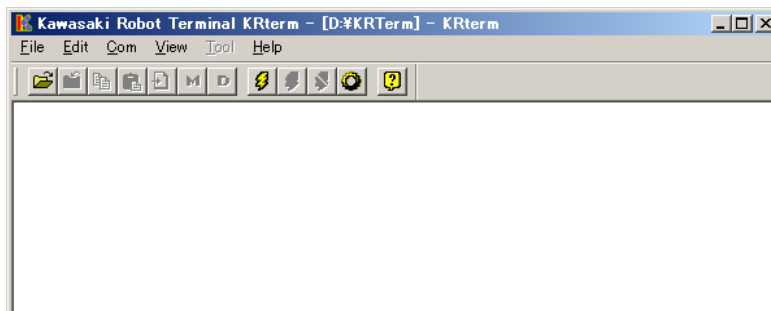 Kawasaki Robot Terminal KRterm - [D:¥KRTerm] - KRterm
File Edit Com View Tool Help
M D